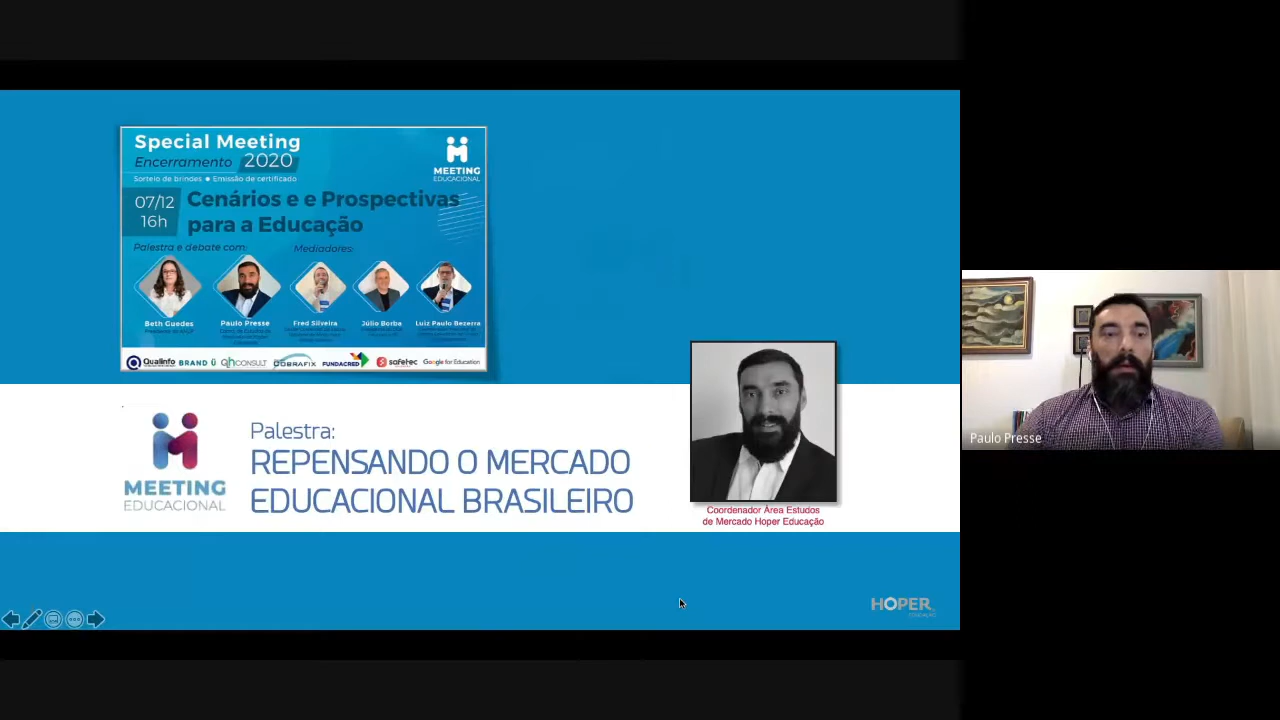 Special Meeting
Encerramento 2020
Sorteio de brindes ● Emissão de certificado
MEETING
EDUCACIONAL
07/12
16h
Cenários e e Prospectivas
para a Educação
Palestra e debate com:
Mediadores:
Beth Guedes
Paulo Presse
Fred Silveira
Júlio Borba
Luiz Paulo Bezerra
Qualinfo
BRAND Ü
CONSULT
COBRAFIX
FUNDACRED
safetec
Google for Education
MEETING
EDUCACIONAL
Palestra:
REPENSANDO O MERCADO
EDUCACIONAL BRASILEIRO
Coordenador Área Estudos
de Mercado Hoper Educação
HOPER
EDUCAÇÃO
Paulo Presse